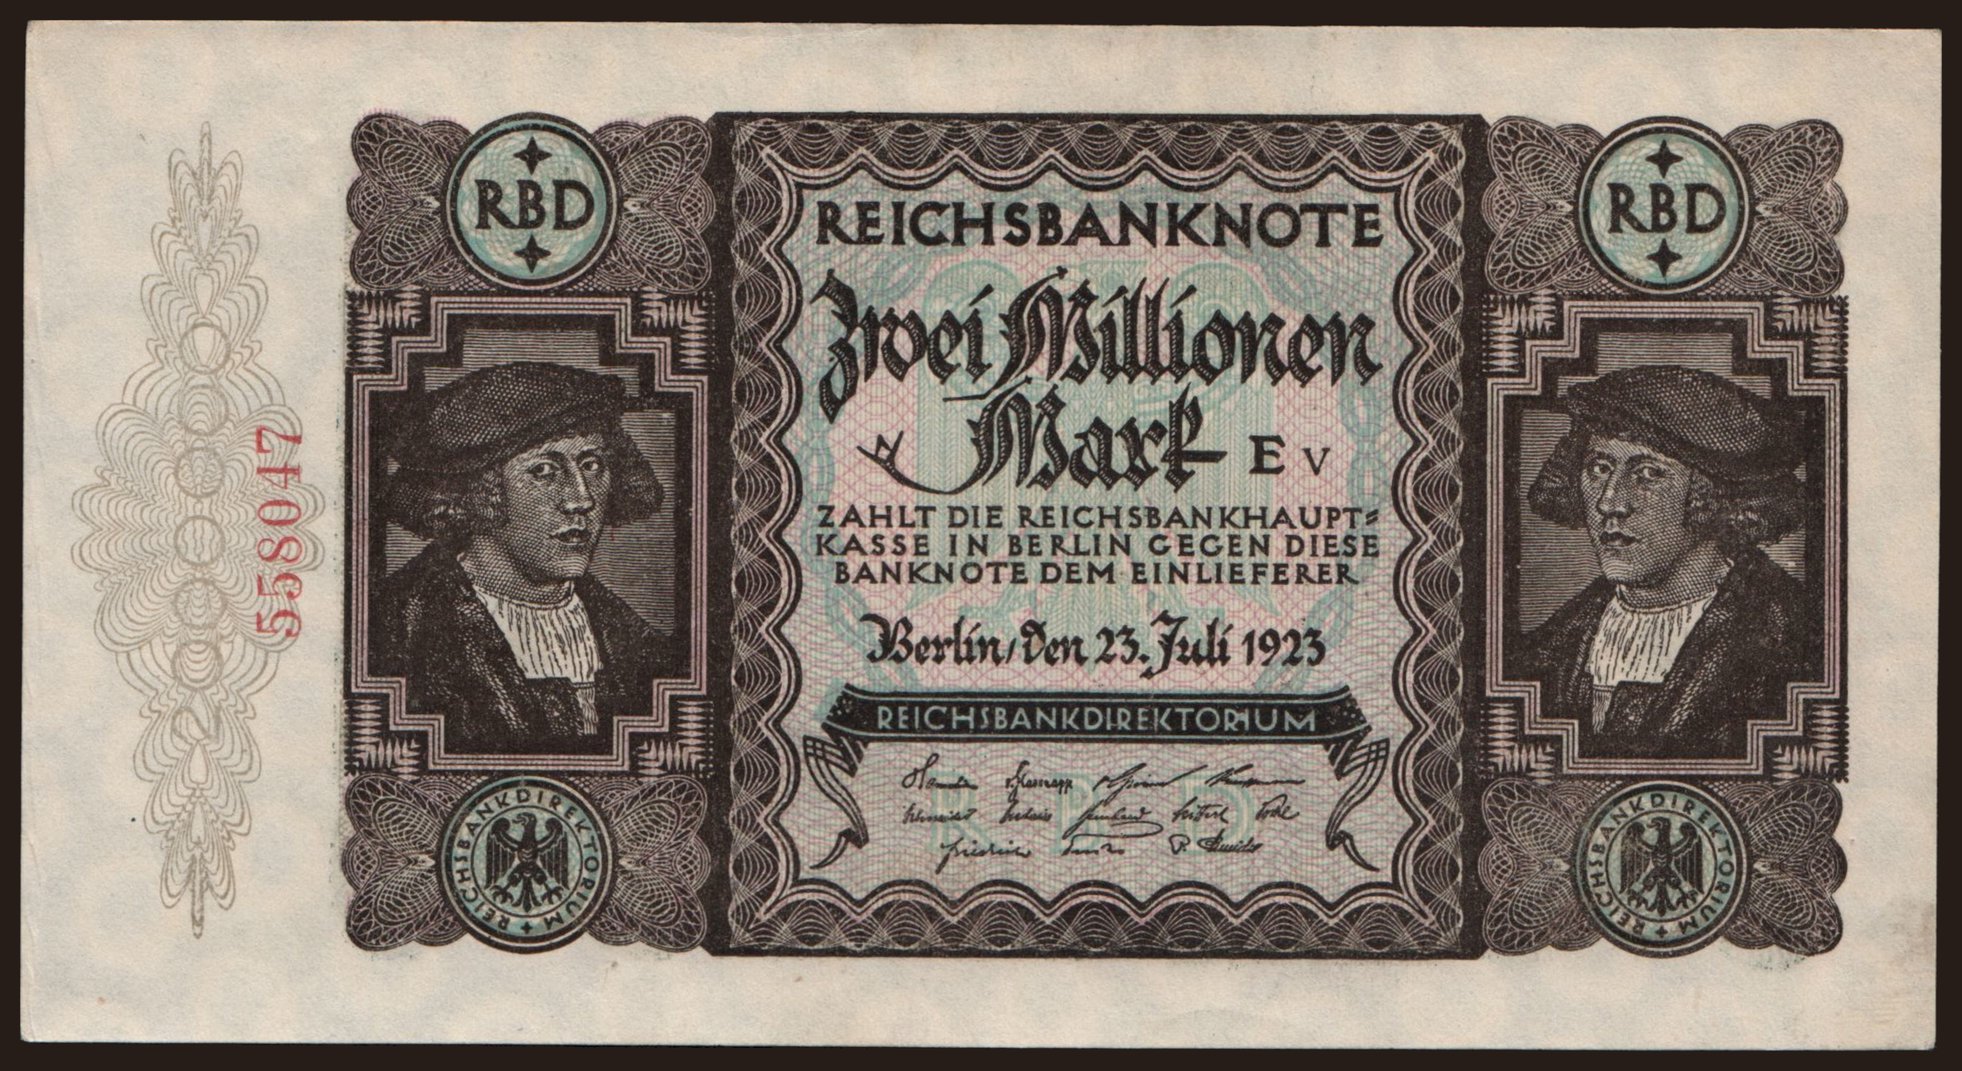 RBD
RBD
REICHSBANKNOTE
Zwei Millionen
Mark
E V
558047
ZAHLT DIE REICHSBANKHAUPT=
KASSE IN BERLIN GEGEN DIESE
BANKNOTE DEM EINLIEFERER
Berlin, den 23. Juli 1923
REICHSBANKDIREKTORIUM
R B D
REICHSBANKDIREKTORIUM
REICHSBANKDIREKTORIUM